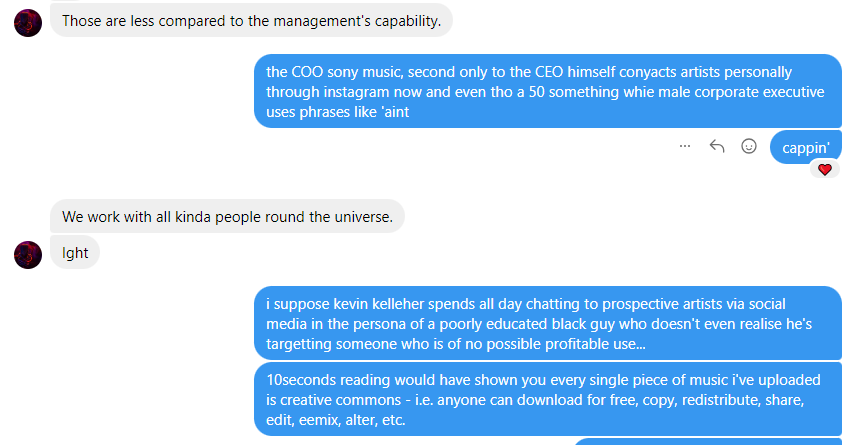 Those are less compared to the management's capability.
the COO sony music, second only to the CEO himself conyacts artists personally
through instagram now and even tho a 50 something whie male corporate executive
uses phrases like 'aint
cappin'
We work with all kinda people round the universe.
Ight
i suppose kevin kelleher spends all day chatting to prospective artists via social
media in the persona of a poorly educated black guy who doesn't even realise he's
targetting someone who is of no possible profitable use...
10seconds reading would have shown you every single piece of music i've uploaded
is creative commons - i.e. anyone can download for free, copy, redistribute, share,
edit, eemix, alter, etc.